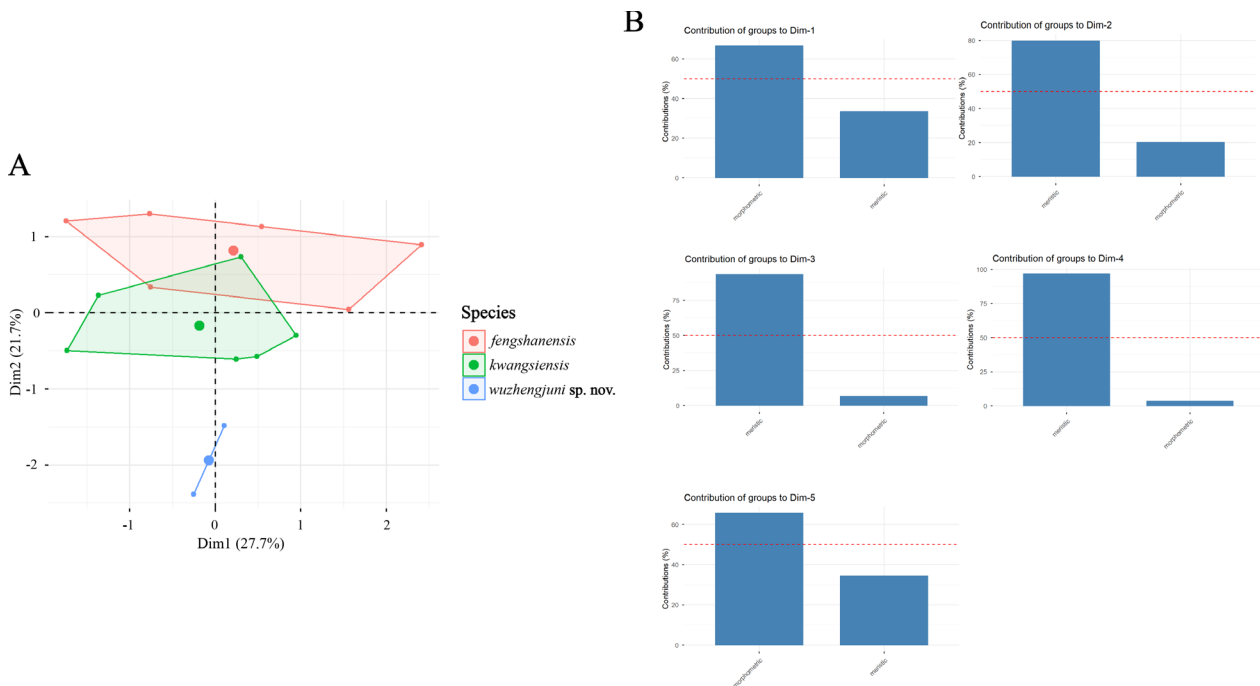 A
1
0
-1
-2
Dim2 (21.7%)
-1
0
1
2
Dim1 (27.7%)
Species
fengshanensis
kwangsiensis
wuzhengjuni sp. nov.
B
Contribution of groups to Dim-1
Contributions (%)
60
40
20
0
morphometric
meristic
Contribution of groups to Dim-2
Contributions (%)
80
60
40
20
0
meristic
morphometric
Contribution of groups to Dim-3
Contributions (%)
75
50
25
0
meristic
morphometric
Contribution of groups to Dim-4
Contributions (%)
100
75
50
25
0
meristic
morphometric
Contribution of groups to Dim-5
Contributions (%)
60
40
20
0
morphometric
meristic